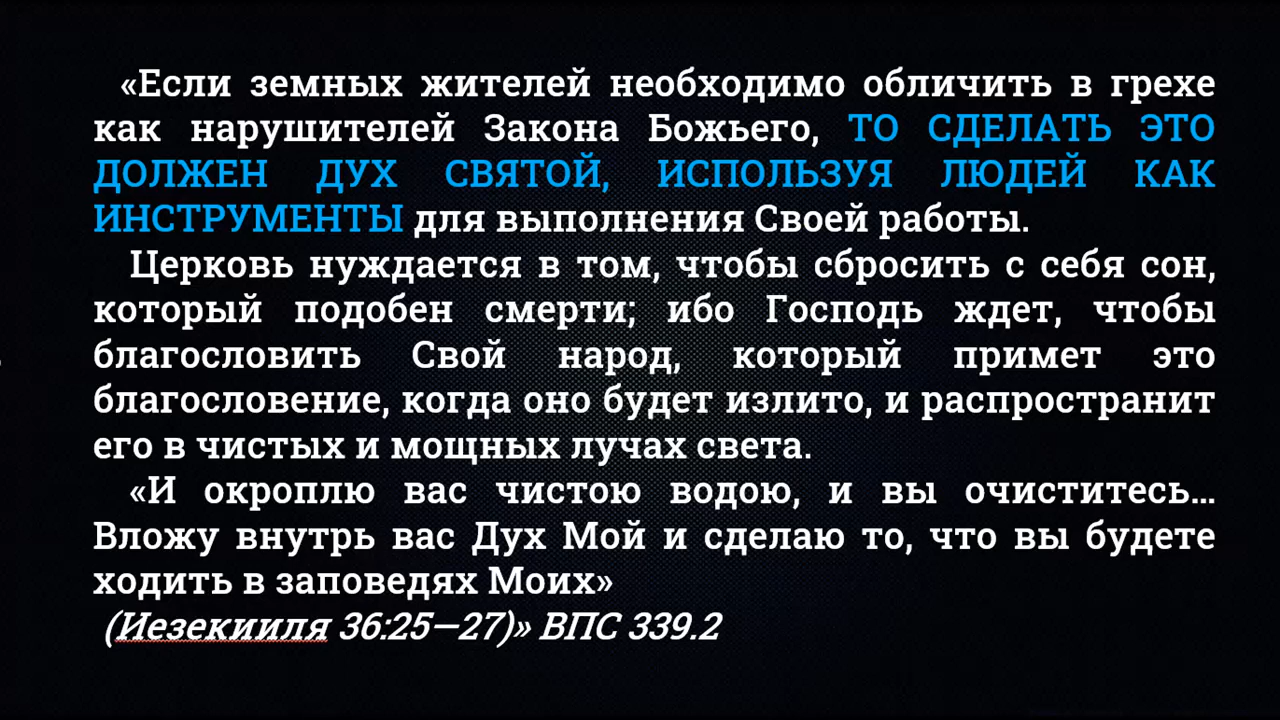 «Если земных жителей необходимо обличить в грехе
как нарушителей Закона Божьего, ТО СДЕЛАТЬ ЭТО
ДОЛЖЕН ДУХ СВЯТОЙ, ИСПОЛЬЗУЯ ЛЮДЕЙ КАК
ИНСТРУМЕНТЫ для выполнения Своей работы.
Церковь нуждается в том, чтобы сбросить с себя сон,
который подобен смерти; ибо Господь ждет, чтобы
благословить Свой народ, который примет это
благословение, когда оно будет излито, и распространит
его в чистых и мощных лучах света.
«И окроплю вас чистою водою, и вы очиститесь...
Вложу внутрь вас Дух Мой и сделаю то, что вы будете
ходить в заповедях Моих»
(Иезекииля 36:25—27)» ВПС 339.2